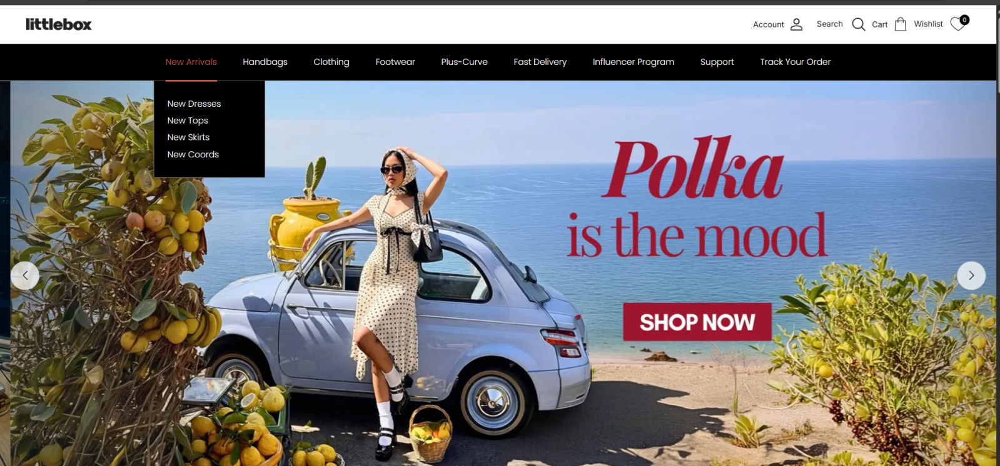 littlebox
Account Search Cart Wishlist 0
New Arrivals Handbags Clothing Footwear Plus-Curve Fast Delivery Influencer Program Support Track Your Order
New Dresses
New Tops
New Skirts
New Coords
Polka
is the mood
SHOP NOW